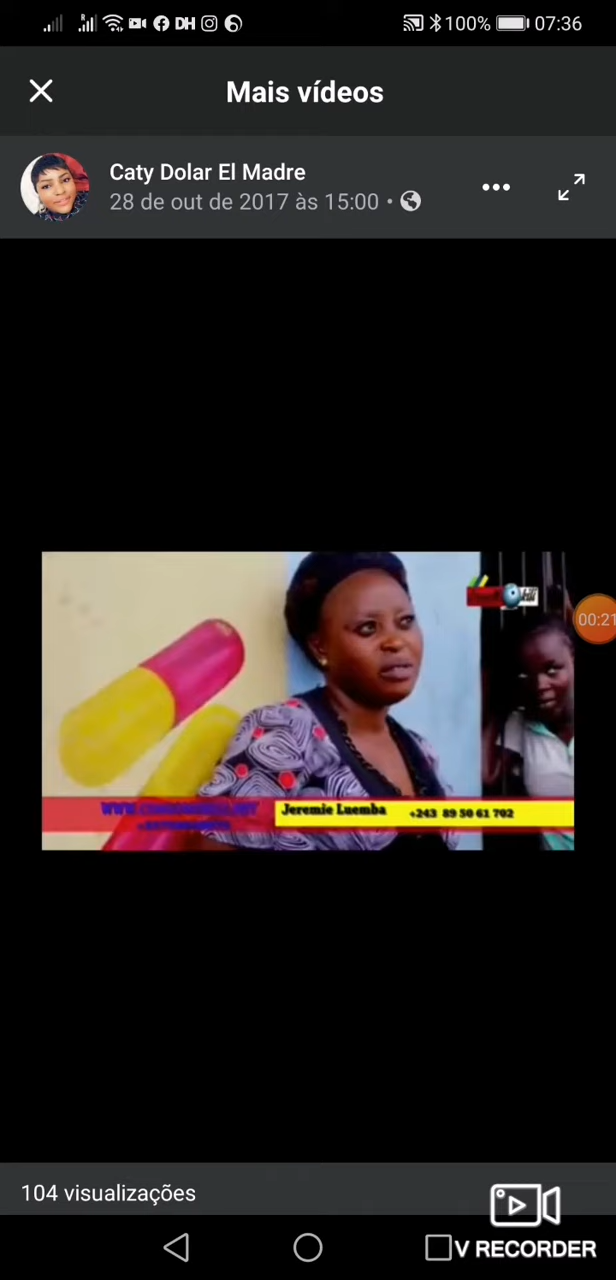 100% 07:36
Mais vídeos
Caty Dolar El Madre
28 de out de 2017 às 15:00 •
00:21
Jeremie Luemba +243 89 50 61 702
104 visualizações
V RECORDER